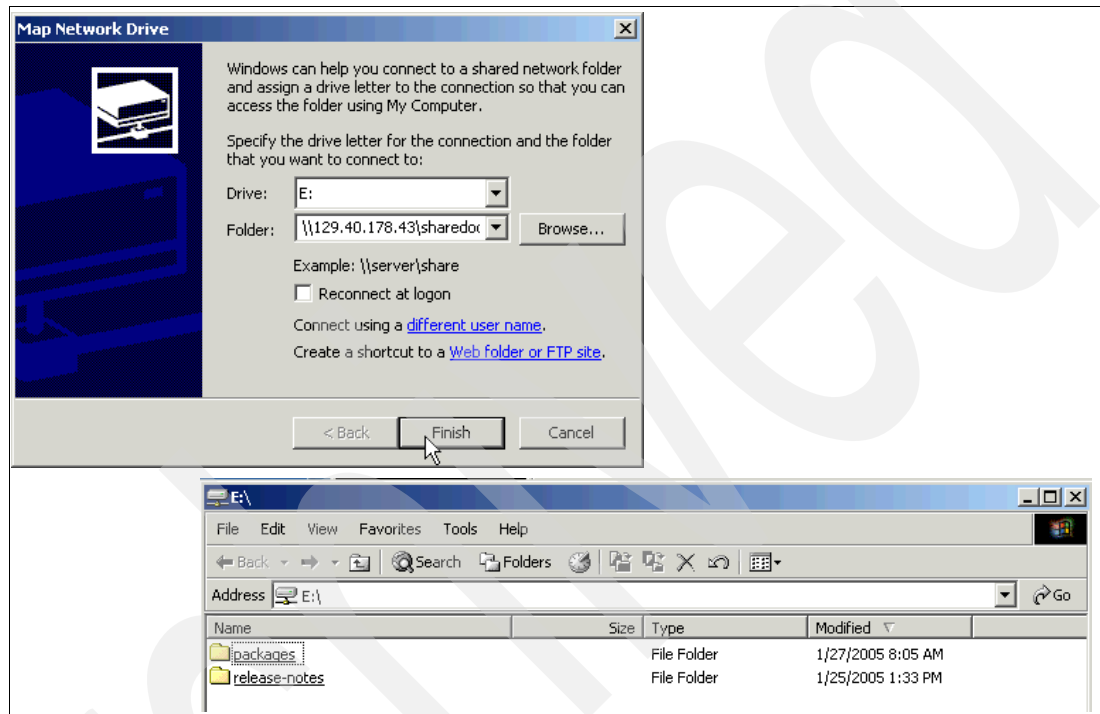 Map Network Drive
Windows can help you connect to a shared network folder
and assign a drive letter to the connection so that you can
access the folder using My Computer.
Specify the drive letter for the connection and the folder
that you want to connect to:
Drive: E:
Folder: \\129.40.178.43\sharedoc Browse...
Example: \\server\share
Reconnect at logon
Connect using a different user name.
Create a shortcut to a Web folder or FTP site.
< Back Finish Cancel
E:\
File Edit View Favorites Tools Help
Back Search Folders
Address E:\ Go
Name Size Type Modified
packages File Folder 1/27/2005 8:05 AM
release-notes File Folder 1/25/2005 1:33 PM